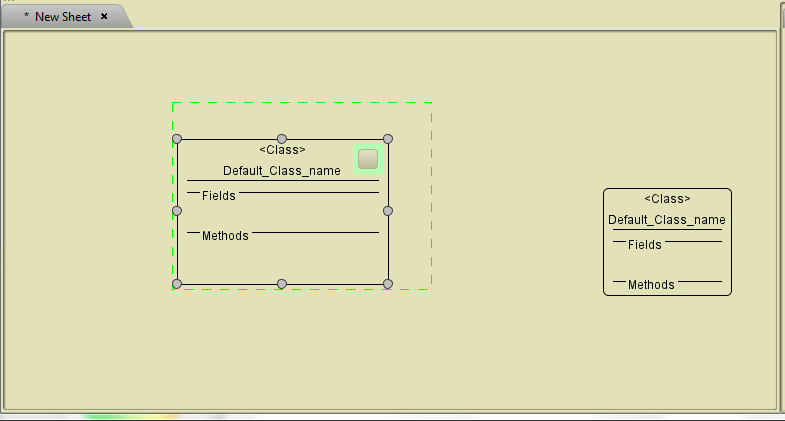 * New Sheet ×
<Class>
Default_Class_name
Fields
Methods
<Class>
Default_Class_name
Fields
Methods